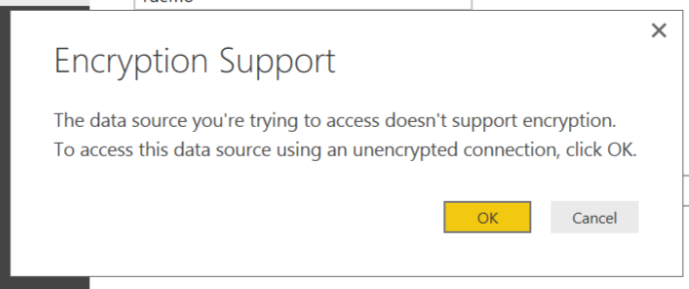 Encryption Support
The data source you're trying to access doesn't support encryption.
To access this data source using an unencrypted connection, click OK.
OK
Cancel